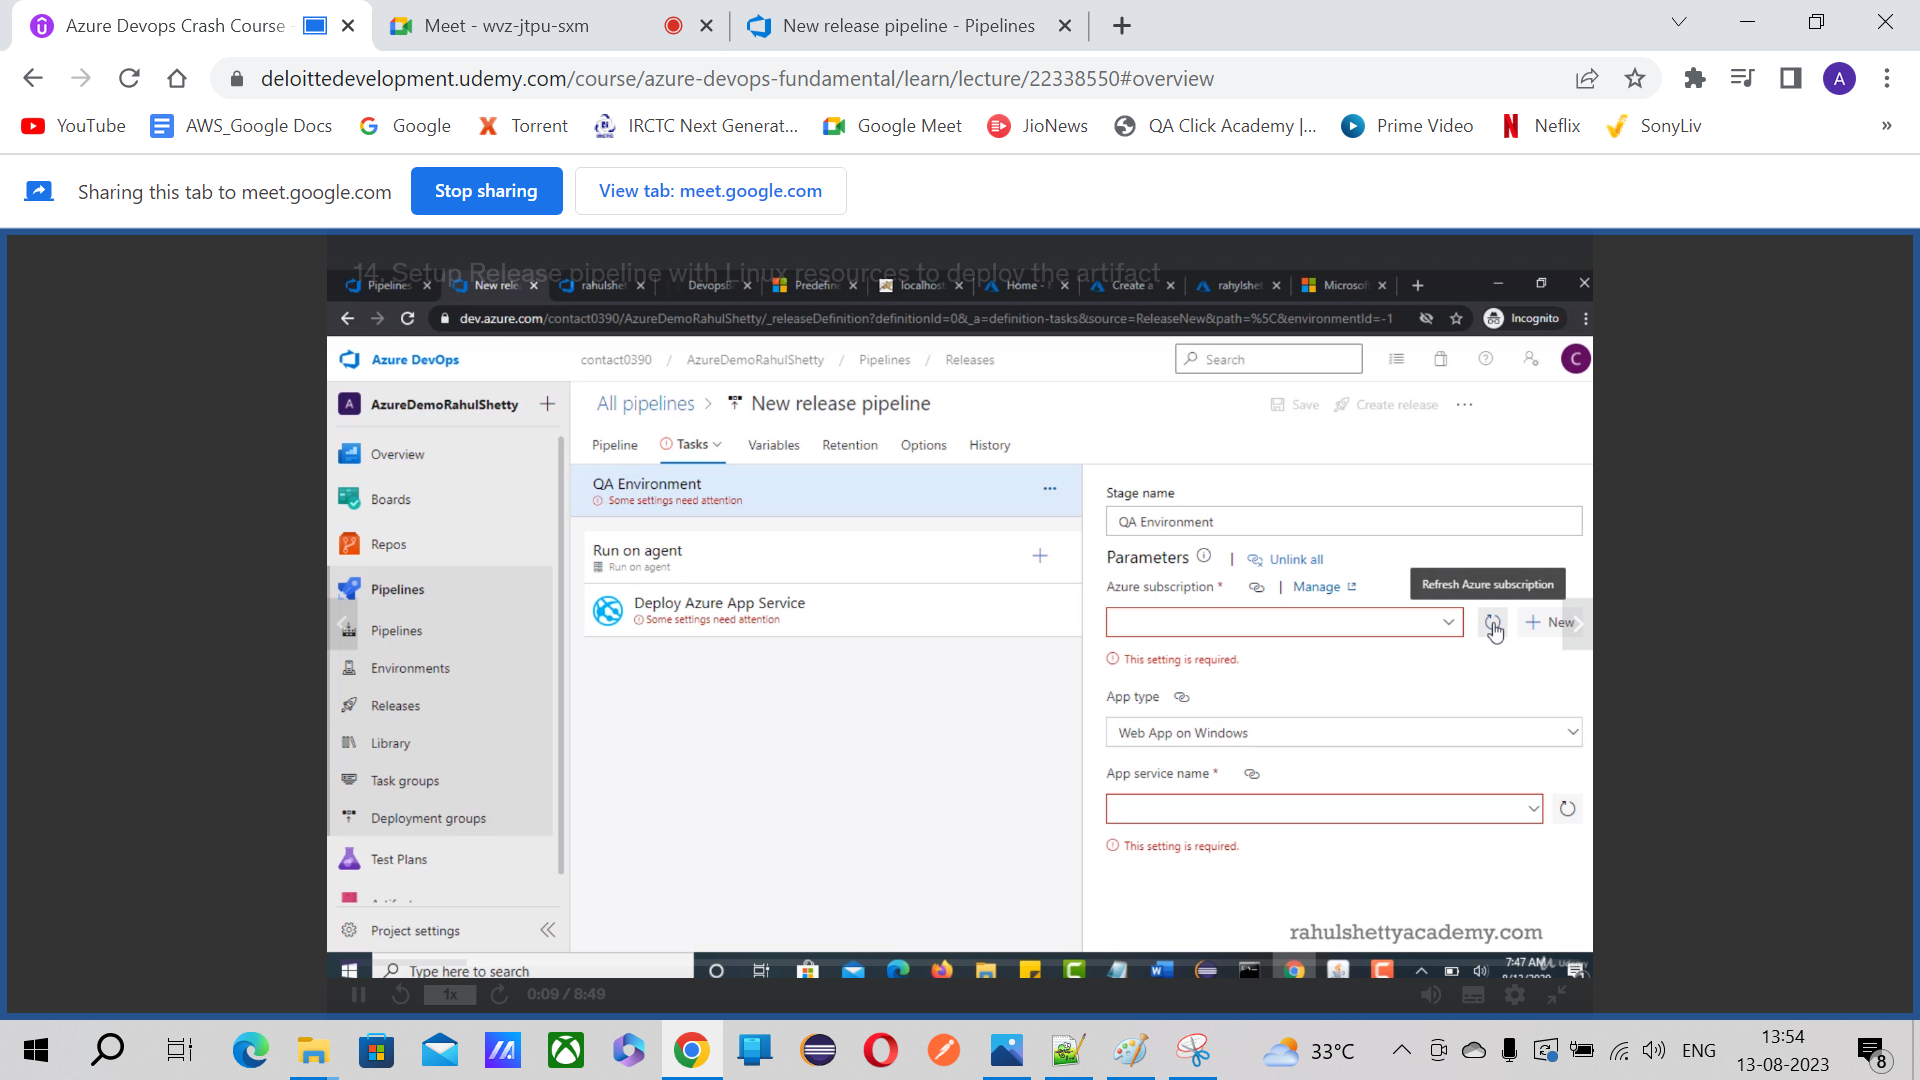 Azure Devops Crash Course
Meet - wvz-jtpu-sxm
New release pipeline - Pipelines
deloittedevelopment.udemy.com/course/azure-devops-fundamental/learn/lecture/22338550#overview
A
YouTube
AWS_Google Docs
Google
Torrent
IRCTC Next Generat...
Google Meet
JioNews
QA Click Academy |...
Prime Video
Neflix
SonyLiv
»
Sharing this tab to meet.google.com
Stop sharing
View tab: meet.google.com
14. Setup Release pipeline with Linux resources to deploy the artifact
Pipelines
New rele
rahulshet
DevopsB
Predefin
localhost
Home -
Create a
rahylshet
Microsof
dev.azure.com/contact0390/AzureDemoRahulShetty/_releaseDefinition?definitionId=0&_a=definition-tasks&source=ReleaseNew&path=%5C&environmentId=-1
Incognito
Azure DevOps
contact0390 / AzureDemoRahulShetty / Pipelines / Releases
Search
C
A
AzureDemoRahulShetty
All pipelines > New release pipeline
Save
Create release
Pipeline
Tasks
Variables
Retention
Options
History
Overview
Boards
Repos
Pipelines
Pipelines
Environments
Releases
Library
Task groups
Deployment groups
Test Plans
Project settings
QA Environment
Some settings need attention
Run on agent
Run on agent
Deploy Azure App Service
Some settings need attention
Stage name
QA Environment
Parameters | Unlink all
Azure subscription * | Manage
Refresh Azure subscription
New
This setting is required.
App type
Web App on Windows
App service name *
This setting is required.
rahulshettyacademy.com
Type here to search
7:47 AM
1x
0:09 / 8:49
33°C
ENG
13:54
13-08-2023
8